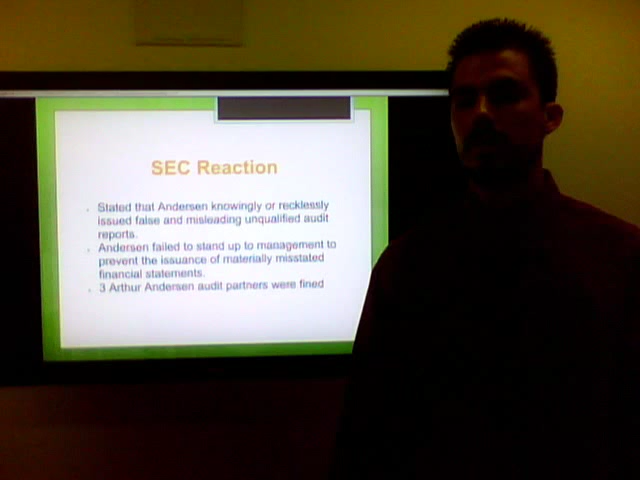 SEC Reaction
Stated that Andersen knowingly or recklessly
issued false and misleading unqualified audit
reports.
Andersen failed to stand up to management to
prevent the issuance of materially misstated
financial statements.
3 Arthur Andersen audit partners were fined